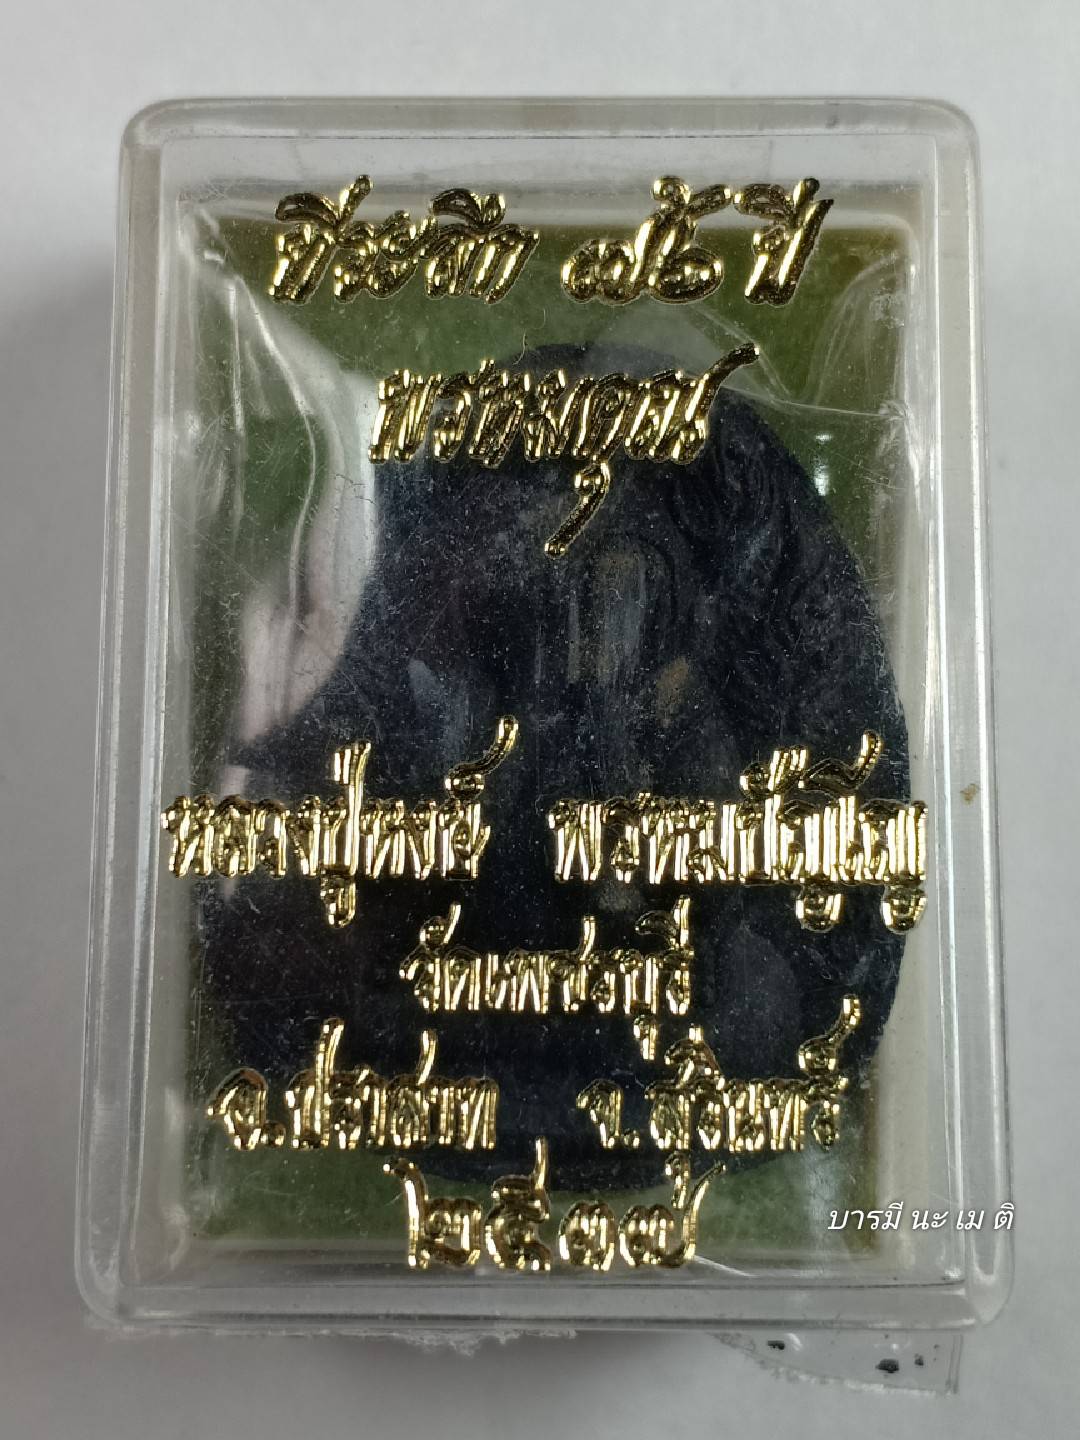 ที่ระลึก ๗๖ ปี
พรหมคุณ
หลวงปู่หงษ์ พรหมปัญโญ
วัดเพชรบุรี
อ.ปราสาท จ.สุรินทร์
๒๕๓๗
บารมี นะ เม ติ